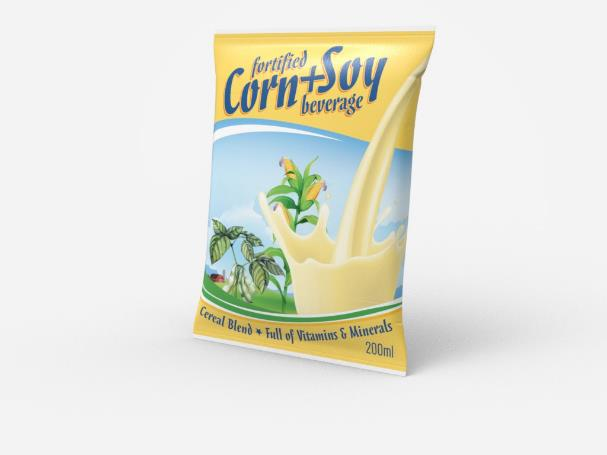 fortified
Corn+Soy
beverage
Cereal Blend ★ Full of Vitamins & Minerals
200ml